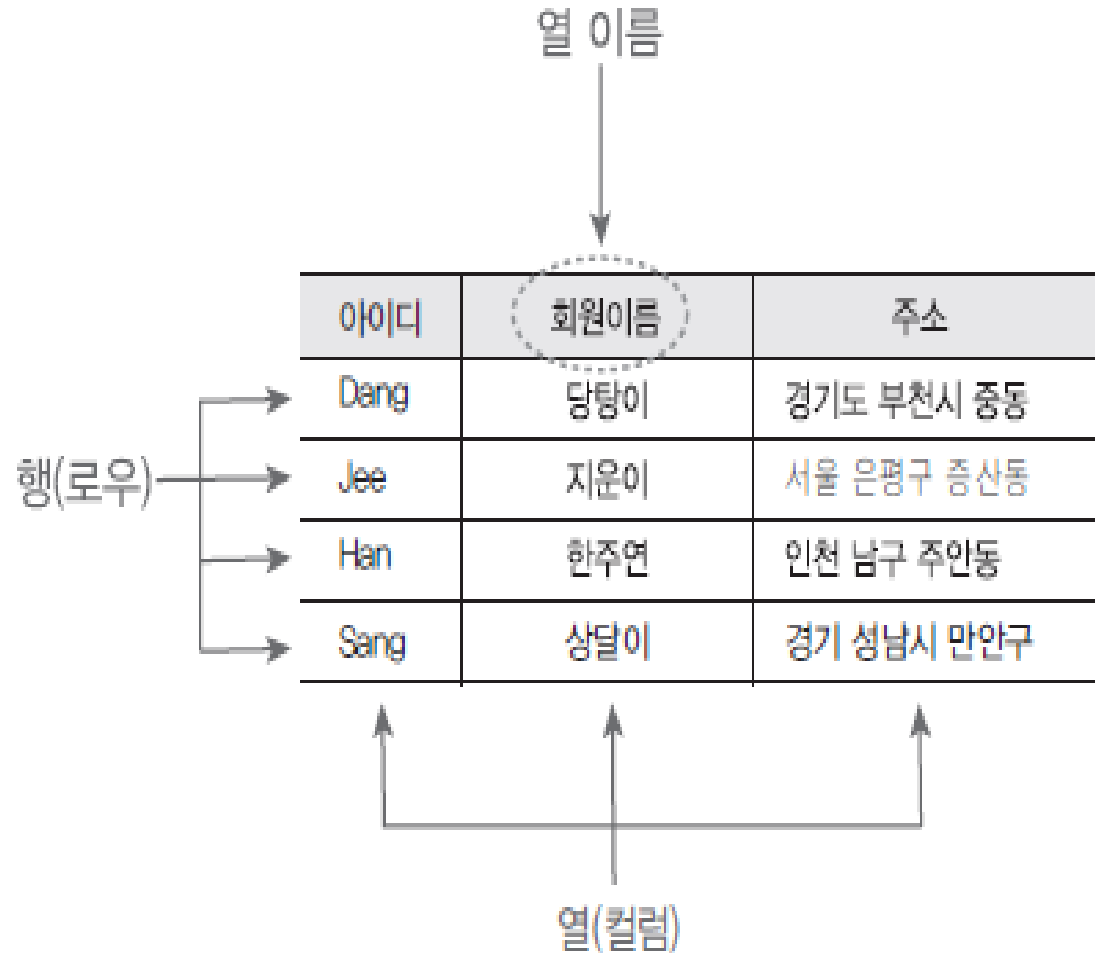 열 이름
아이디 회원이름 주소
Dang 당탕이 경기도 부천시 중동
행(로우)
Jee 지운이 서울 은평구 증산동
Han 한주연 인천 남구 주안동
Sang 상달이 경기 성남시 만안구
열(컬럼)